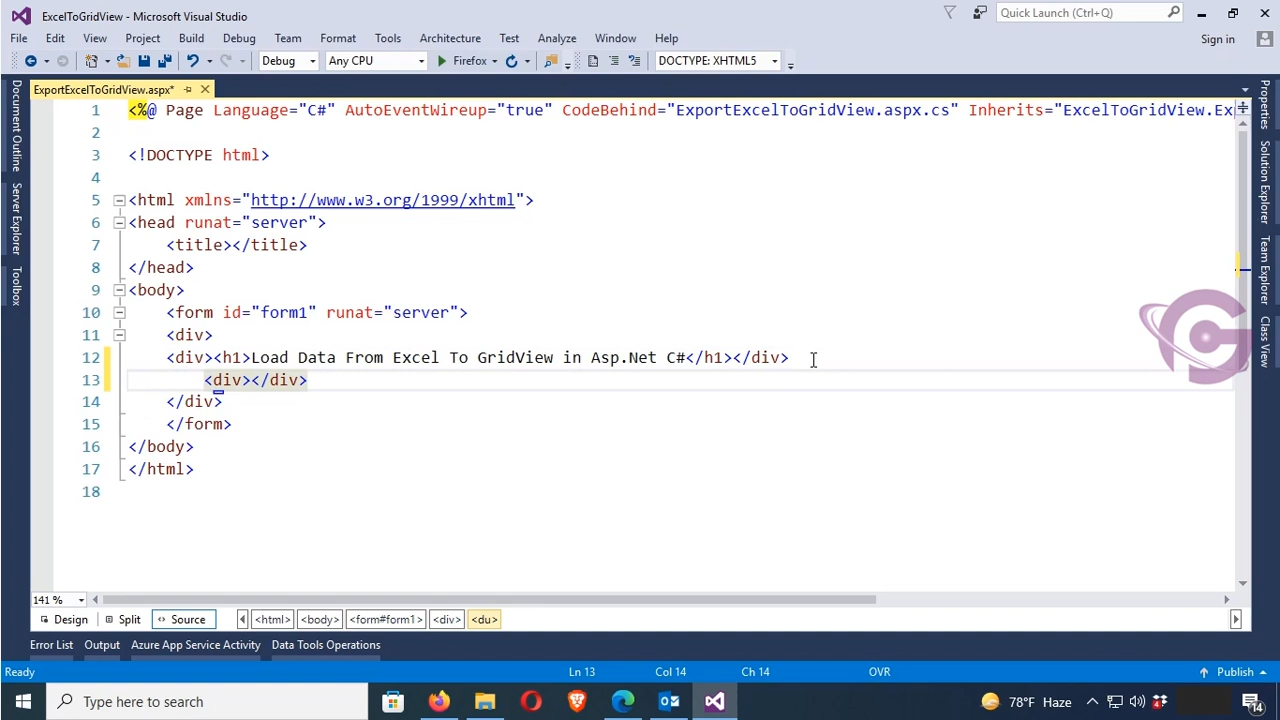 ExcelToGridView - Microsoft Visual Studio
Quick Launch (Ctrl+Q)
File Edit View Project Build Debug Team Format Tools Architecture Test Analyze Window Help
Sign in
Debug Any CPU Firefox DOCTYPE: XHTML5
ExportExcelToGridView.aspx*
Document Outline
Server Explorer
Toolbox
Properties
Solution Explorer
Team Explorer
Class View
1 <%@ Page Language="C#" AutoEventWireup="true" CodeBehind="ExportExcelToGridView.aspx.cs" Inherits="ExcelToGridView.Ex
2
3 <!DOCTYPE html>
4
5 <html xmlns="http://www.w3.org/1999/xhtml">
6 <head runat="server">
7 <title></title>
8 </head>
9 <body>
10 <form id="form1" runat="server">
11 <div>
12 <div><h1>Load Data From Excel To GridView in Asp.Net C#</h1></div>
13 <div></div>
14 </div>
15 </form>
16 </body>
17 </html>
18
141 %
Design Split Source <html> <body> <form#form1> <div> <du>
Error List Output Azure App Service Activity Data Tools Operations
Ready Ln 13 Col 14 Ch 14 OVR Publish
Type here to search
78°F Haze
14